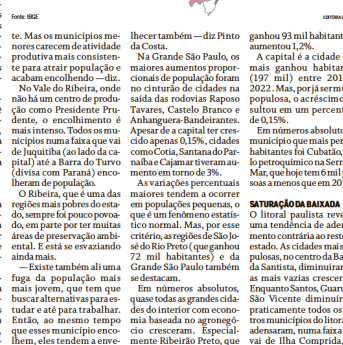 Fonte: IBGE
EDITORIA D
te. Mas os municípios me-
nores carecem de atividade
produtiva mais consisten-
te para atrair população e
acabam encolhendo — diz.
No Vale do Ribeira, onde
não há um centro de produ-
ção como Presidente Pru-
dente, o encolhimento é
mais intenso. Todos os mu-
nicípios numa faixa que vai
de Juquitiba (ao lado da ca-
pital) até a Barra do Turvo
(divisa com Paraná) enco-
lheram de população.
O Ribeira, que é uma das
regiões mais pobres do esta-
do, sempre foi pouco povoa-
do, em parte por ter muitas
áreas de preservação ambi-
ental. E está se esvaziando
ainda mais.
— Existe também ali uma
fuga da população mais
mais jovem, que tem que
buscar alternativas para es-
tudar e até para trabalhar.
Então, ao mesmo tempo
que esses município enco-
lhem, eles tendem a enve-
lhecer também — diz Pinto
da Costa.
Na Grande São Paulo, os
maiores aumentos propor-
cionais de população foram
no cinturão de cidades na
saída das rodovias Raposo
Tavares, Castelo Branco e
Anhanguera-Bandeirantes.
Apesar de a capital ter cres-
cido apenas 0,15%, cidades
como Cotia, Santana do Par-
naíba e Cajamar tiveram au-
mento em torno de 3%.
As variações percentuais
maiores tendem a ocorrer
em populações pequenas, o
que é um fenômeno estatís-
tico normal. Mas, por esse
critério, as regiões de São Jo-
sé do Rio Preto (que ganhou
72 mil habitantes) e da
Grande São Paulo também
se destacam.
Em números absolutos,
quase todas as grandes cida-
des do interior com econo-
mia baseada no agronegó-
cio cresceram. Especial-
mente Ribeirão Preto, que
ganhou 93 mil habitant
aumentou 1,2%.
A capital é a cidade
mais ganhou habitan
(197 mil) entre 201
2022. Mas, por já ser mu
populosa, o acréscimo
sultou em um percent
de 0,15%.
Em números absoluto
município que mais per
habitantes foi Cubatão,
lo petroquímico na Serr
Mar, que hoje tem 6 mil
soas a menos que em 20
SATURAÇÃO DA BAIXADA
O litoral paulista reve
uma tendência de ader
mento contrária ao resto
estado. As cidades mais
pulosas, no centro da Ba
da Santista, diminuíram
as mais vazias crescer
Enquanto Santos, Guaru
São Vicente diminuír
praticamente todos os
tros municípios do litora
adensaram, numa faixa
vai de Ilha Comprida,